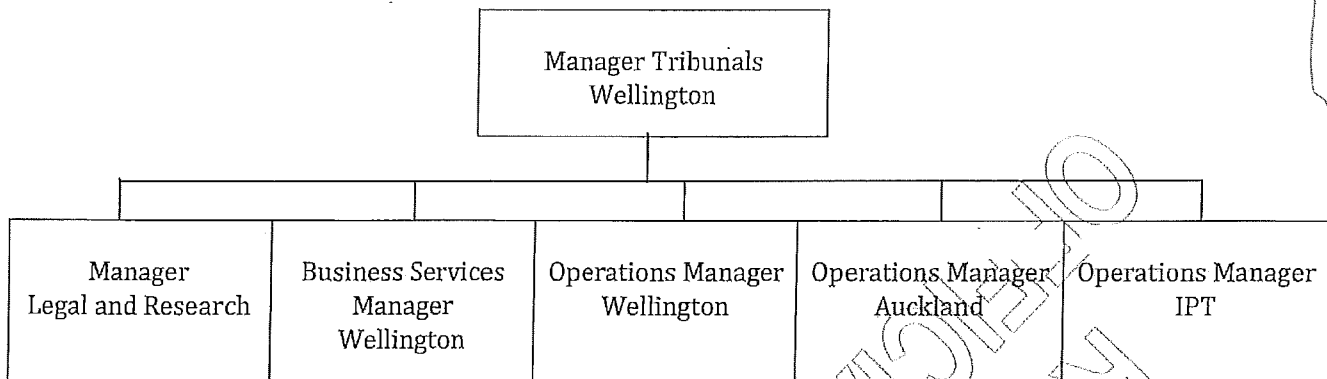 Manager Tribunals
Wellington
Manager
Legal and Research
Business Services
Manager
Wellington
Operations Manager
Wellington
Operations Manager
Auckland
Operations Manager
IPT